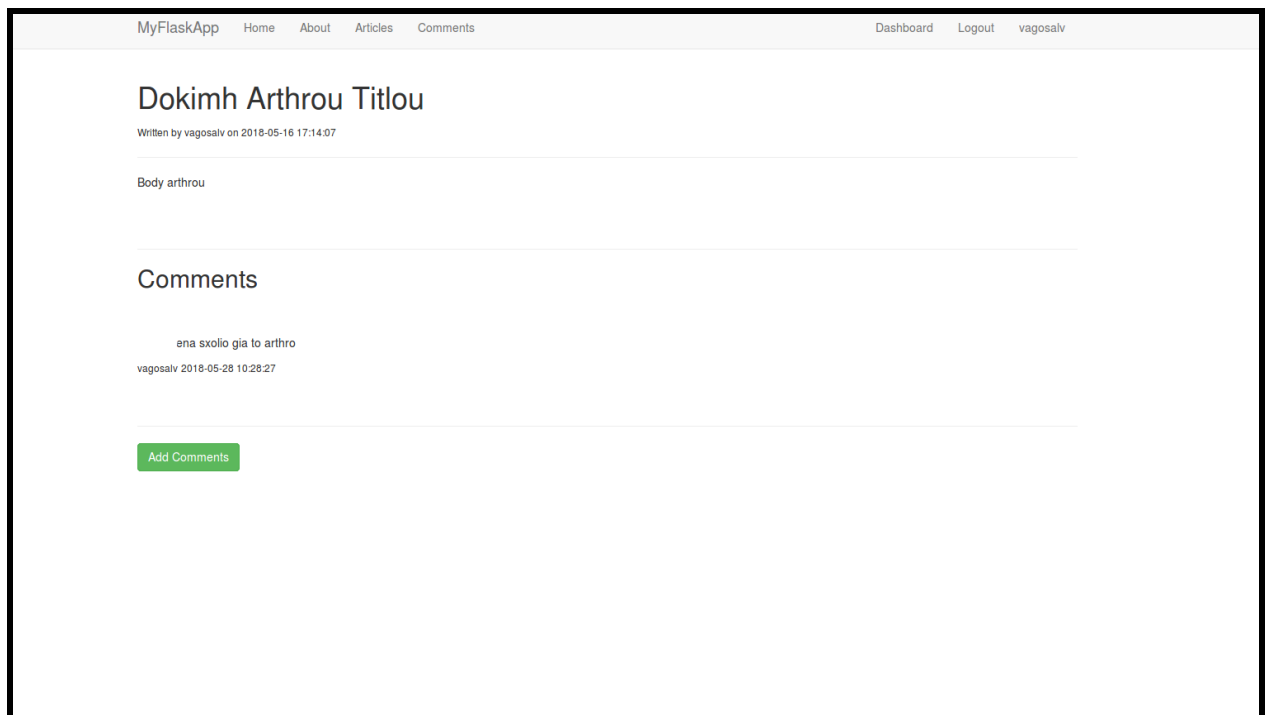 MyFlaskApp Home About Articles Comments Dashboard Logout vagosalv
Dokimh Arthrou Titlou
Written by vagosalv on 2018-05-16 17:14:07
Body arthrou
Comments
ena sxolio gia to arthro
vagosalv 2018-05-28 10:28:27
Add Comments